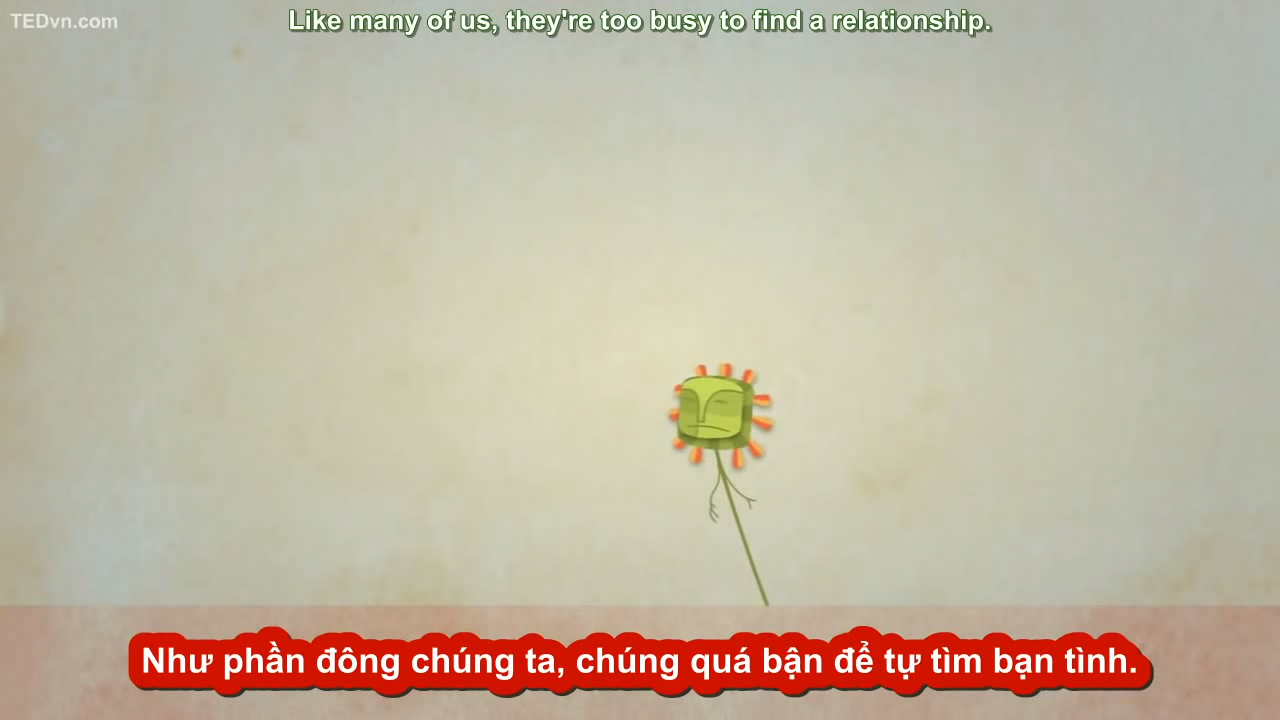 TEDvn.com
Like many of us, they're too busy to find a relationship.
Như phần đông chúng ta, chúng quá bận để tự tìm bạn tình.